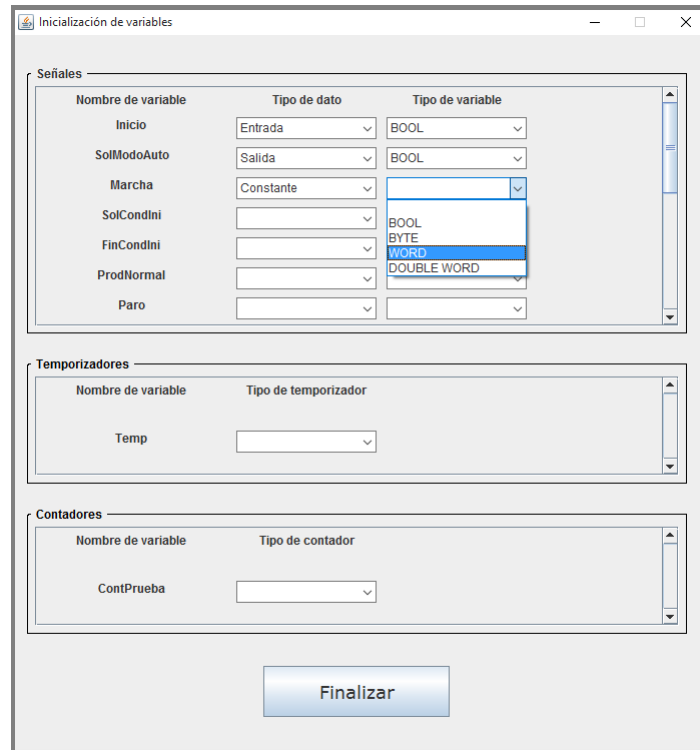 Inicialización de variables
Señales
Nombre de variable Tipo de dato Tipo de variable
Inicio Entrada BOOL
SolModoAuto Salida BOOL
Marcha Constante
SolCondIni
BOOL
FinCondIni
BYTE
WORD
DOUBLE WORD
ProdNormal
Paro
Temporizadores
Nombre de variable Tipo de temporizador
Temp
Contadores
Nombre de variable Tipo de contador
ContPrueba
Finalizar